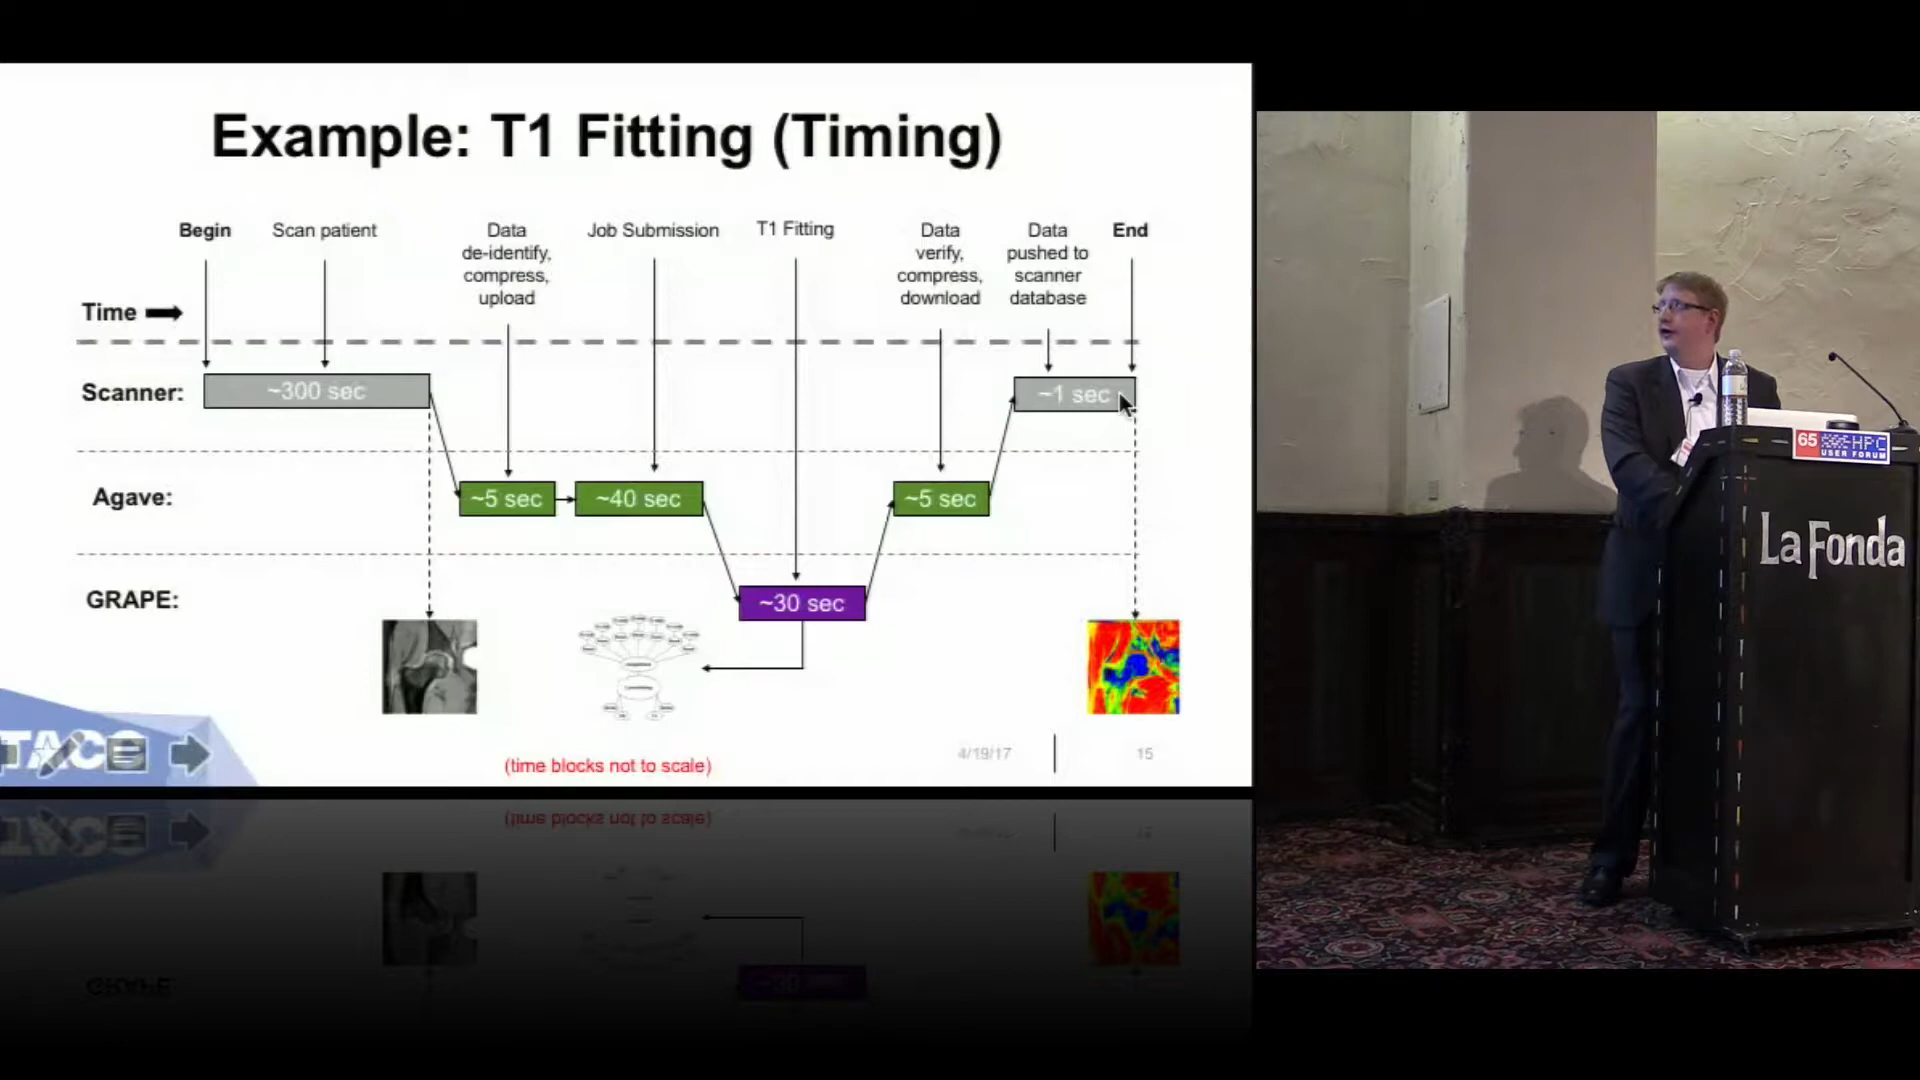 Example: T1 Fitting (Timing)
Begin
Scan patient
Data
de-identify,
compress,
upload
Job Submission
T1 Fitting
Data
verify,
compress,
download
Data
pushed to
scanner
database
End
Time
Scanner:
~300 sec
~1 sec
Agave:
~5 sec
~40 sec
~5 sec
GRAPE:
~30 sec
TACC
(time blocks not to scale)
4/19/17
15
65
HPC
USER FORUM
La Fonda